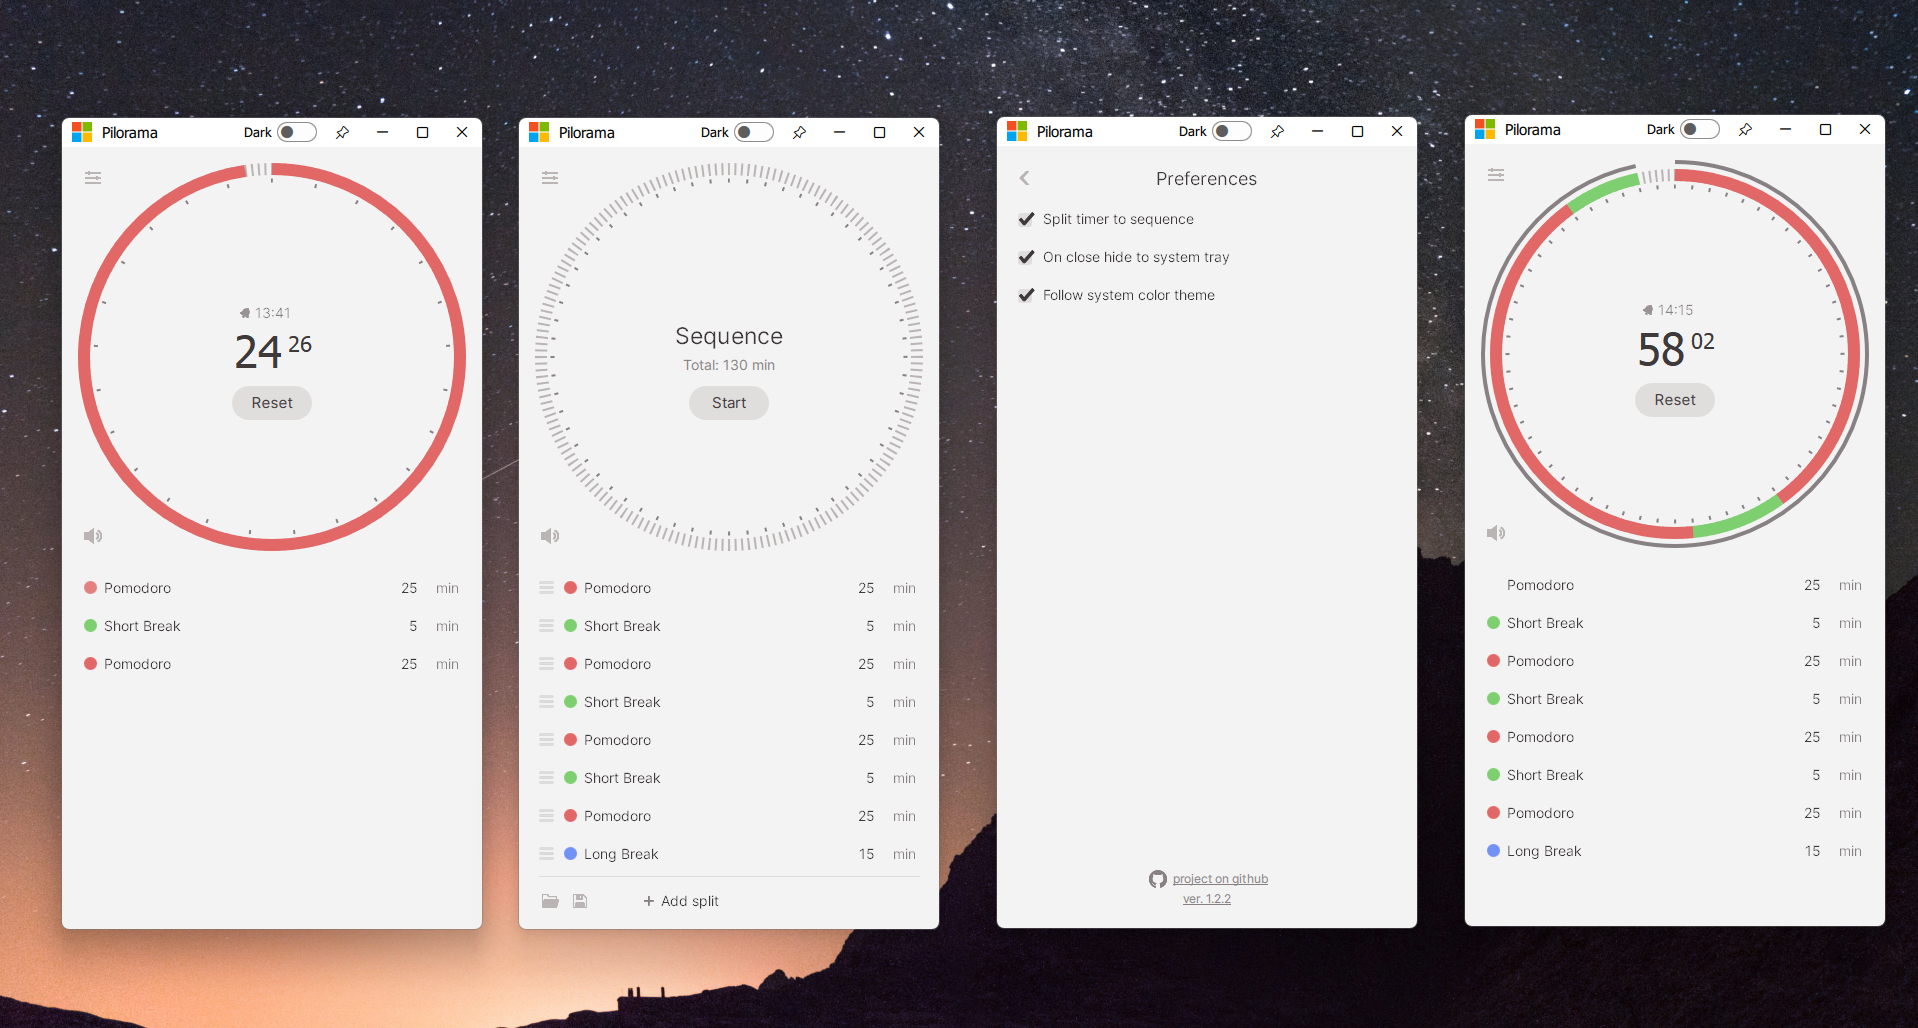 Pilorama Dark
13:41
24 26
Reset
Pomodoro 25 min
Short Break 5 min
Pomodoro 25 min
Pilorama Dark
Sequence
Total: 130 min
Start
Pomodoro 25 min
Short Break 5 min
Pomodoro 25 min
Short Break 5 min
Pomodoro 25 min
Short Break 5 min
Pomodoro 25 min
Long Break 15 min
+ Add split
Pilorama Dark
Preferences
Split timer to sequence
On close hide to system tray
Follow system color theme
project on github
ver. 1.2.2
Pilorama Dark
14:15
58 02
Reset
Pomodoro 25 min
Short Break 5 min
Pomodoro 25 min
Short Break 5 min
Pomodoro 25 min
Short Break 5 min
Pomodoro 25 min
Long Break 15 min